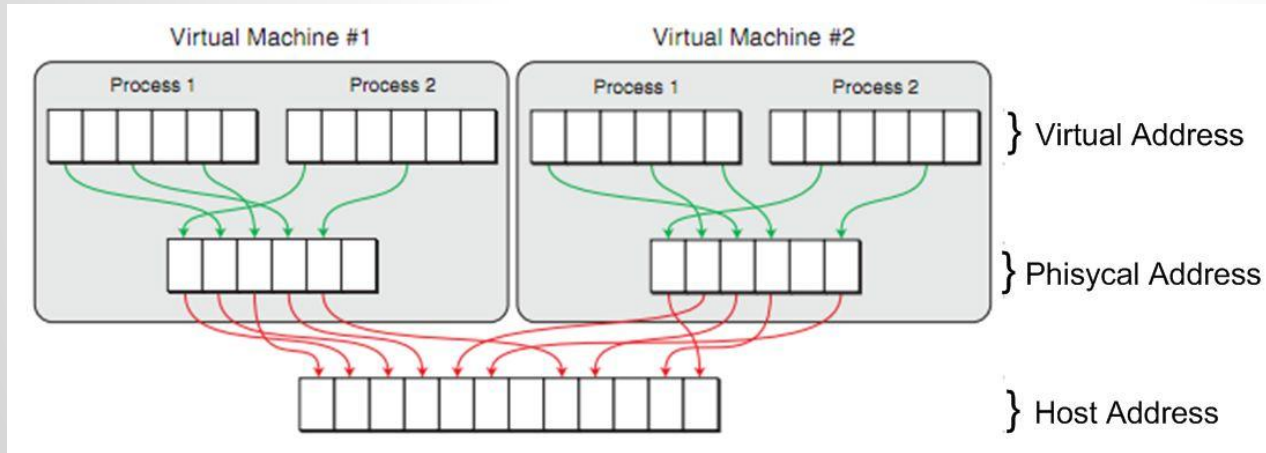 Virtual Machine #1
Virtual Machine #2
Process 1
Process 2
Process 1
Process 2
} Virtual Address
} Phisycal Address
} Host Address